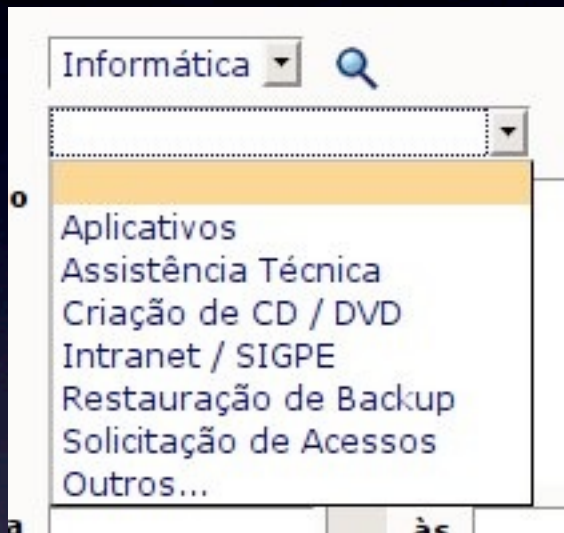 Informática
o
Aplicativos
Assistência Técnica
Criação de CD / DVD
Intranet / SIGPE
Restauração de Backup
Solicitação de Acessos
Outros...
a
às